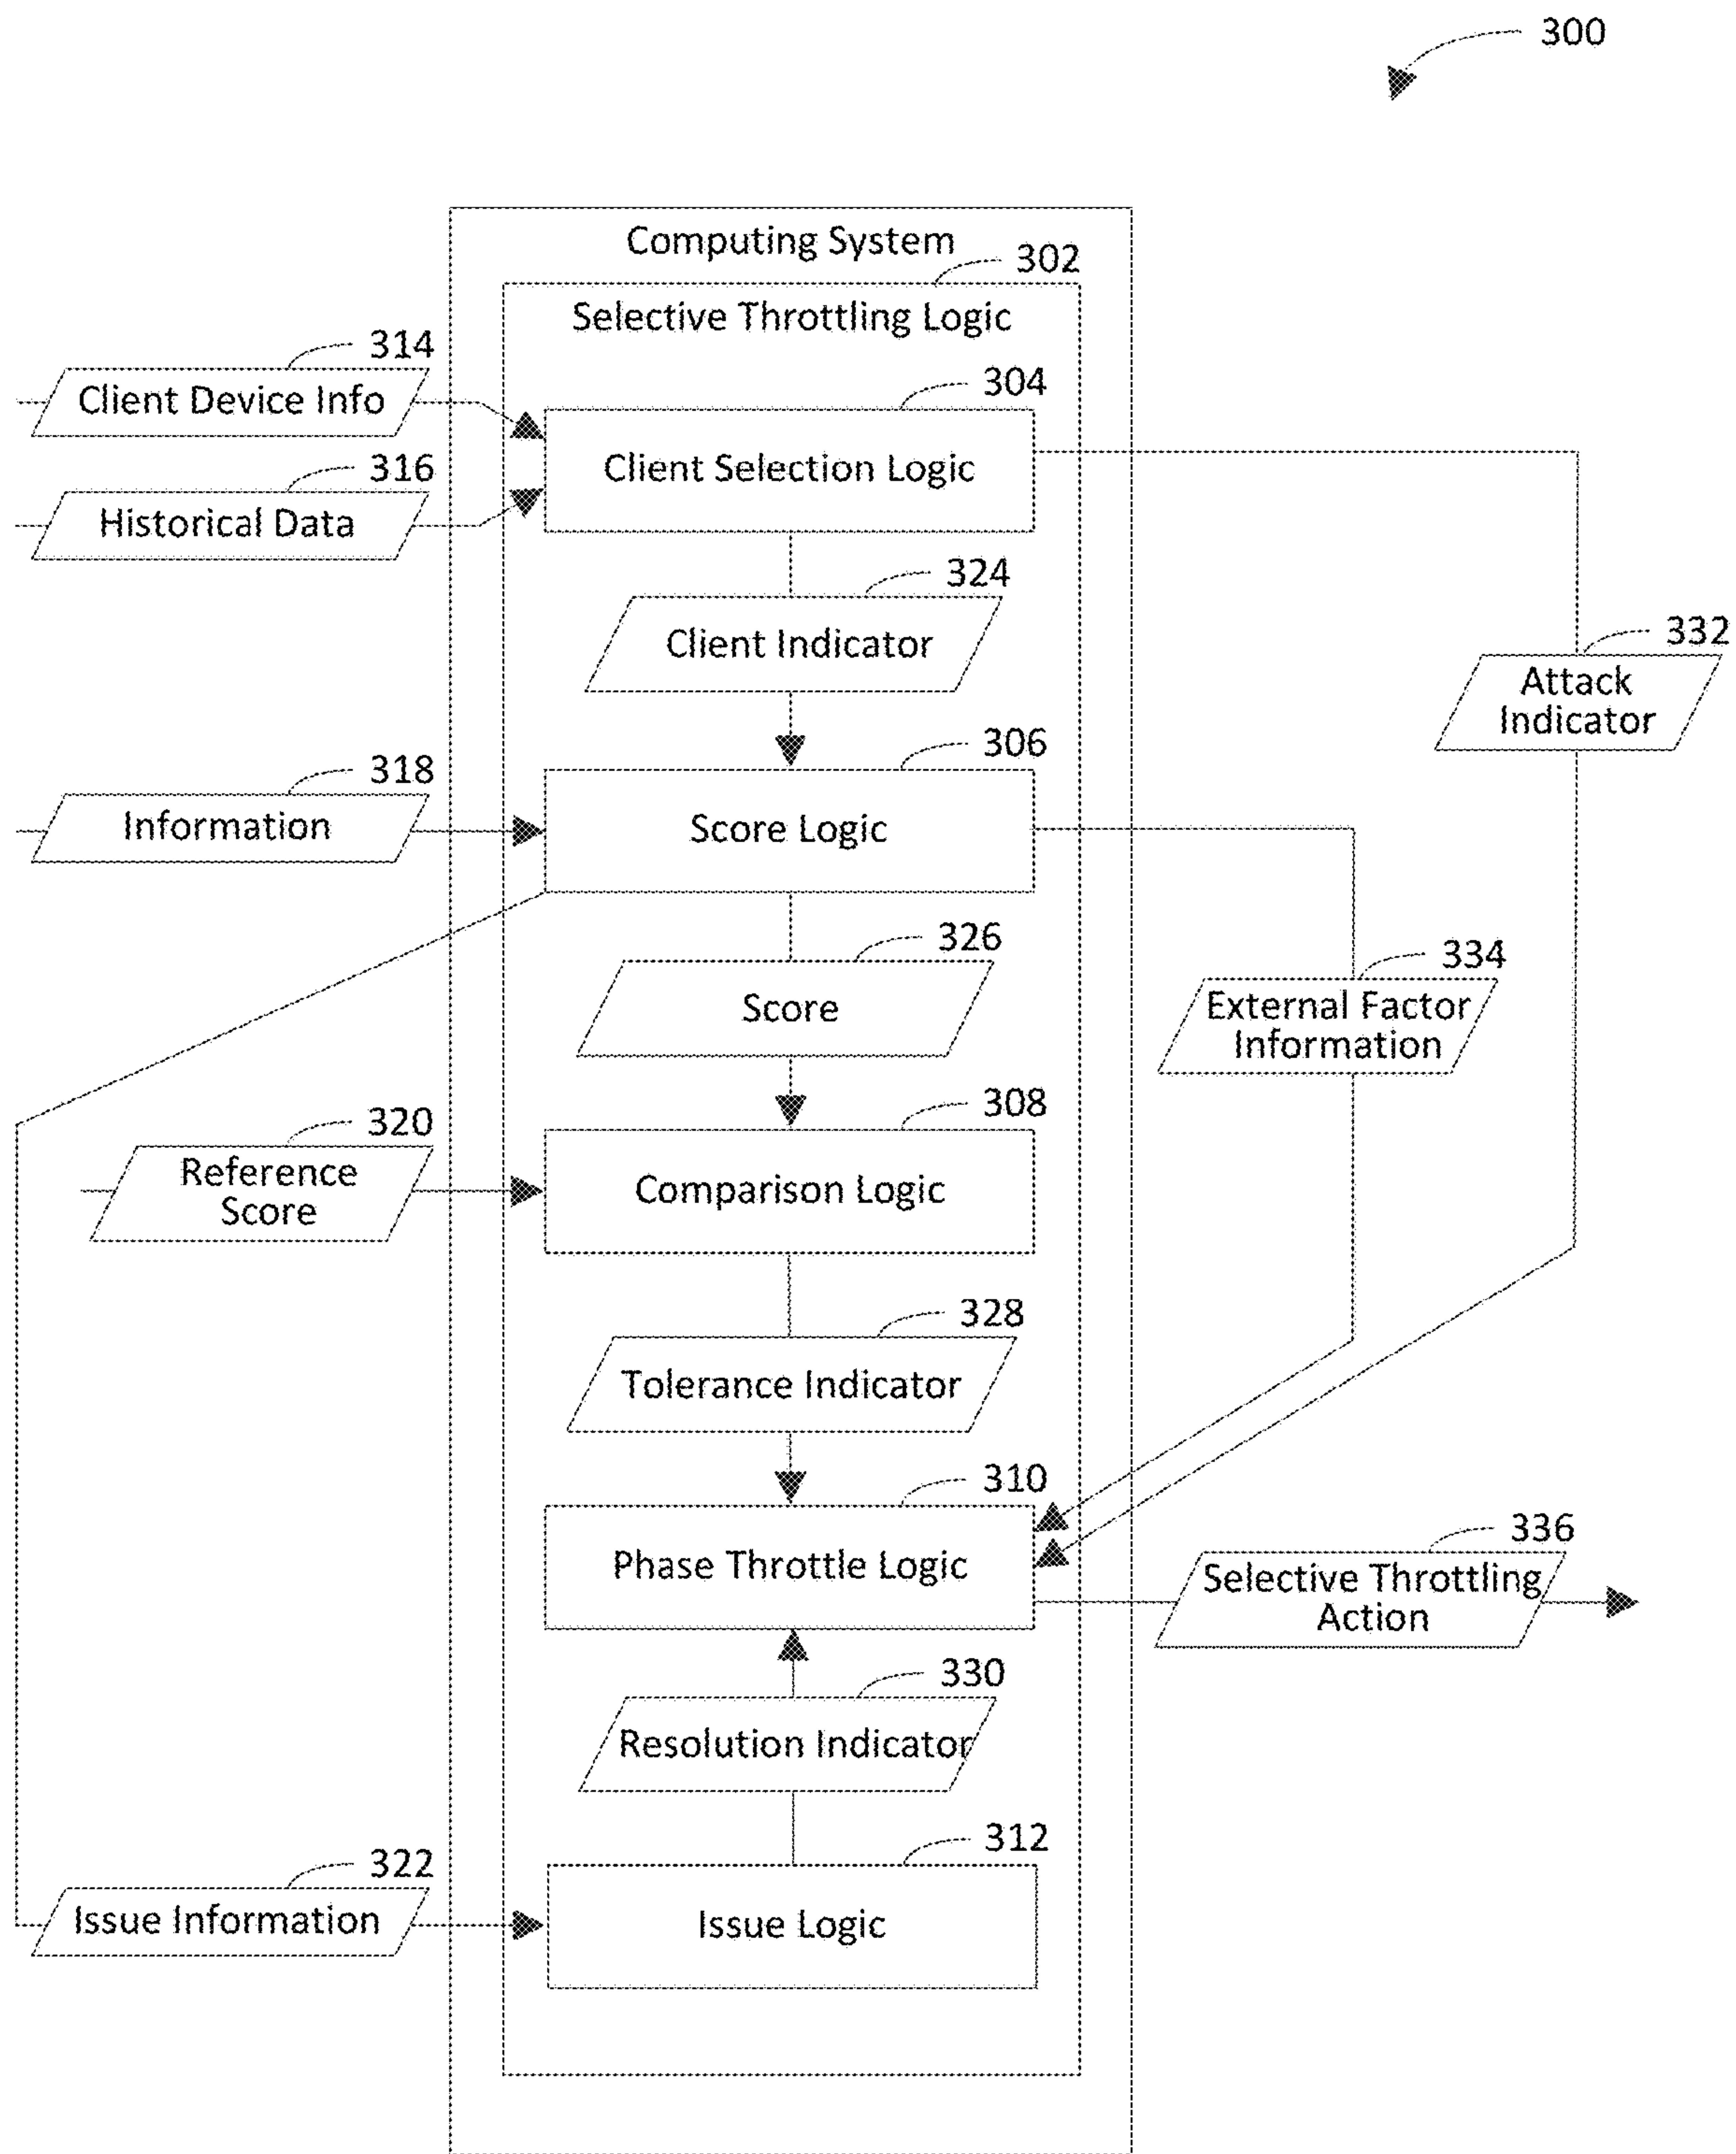 300
Computing System
302
Selective Throttling Logic
314
Client Device Info
304
Client Selection Logic
316
Historical Data
324
Client Indicator
332
Attack
Indicator
306
318
Information
Score Logic
326
Score
334
External Factor
Information
308
320
Reference
Score
Comparison Logic
328
Tolerance Indicator
310
Phase Throttle Logic
336
Selective Throttling
Action
330
Resolution Indicator
312
322
Issue Information
Issue Logic